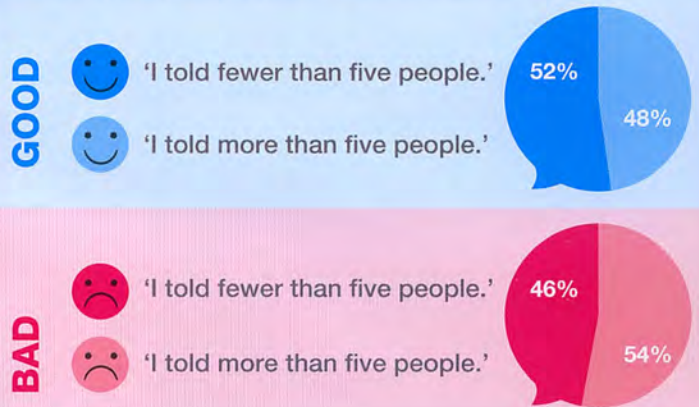 GOOD
‘I told fewer than five people.’
52%
‘I told more than five people.’
48%
BAD
‘I told fewer than five people.’
46%
‘I told more than five people.’
54%